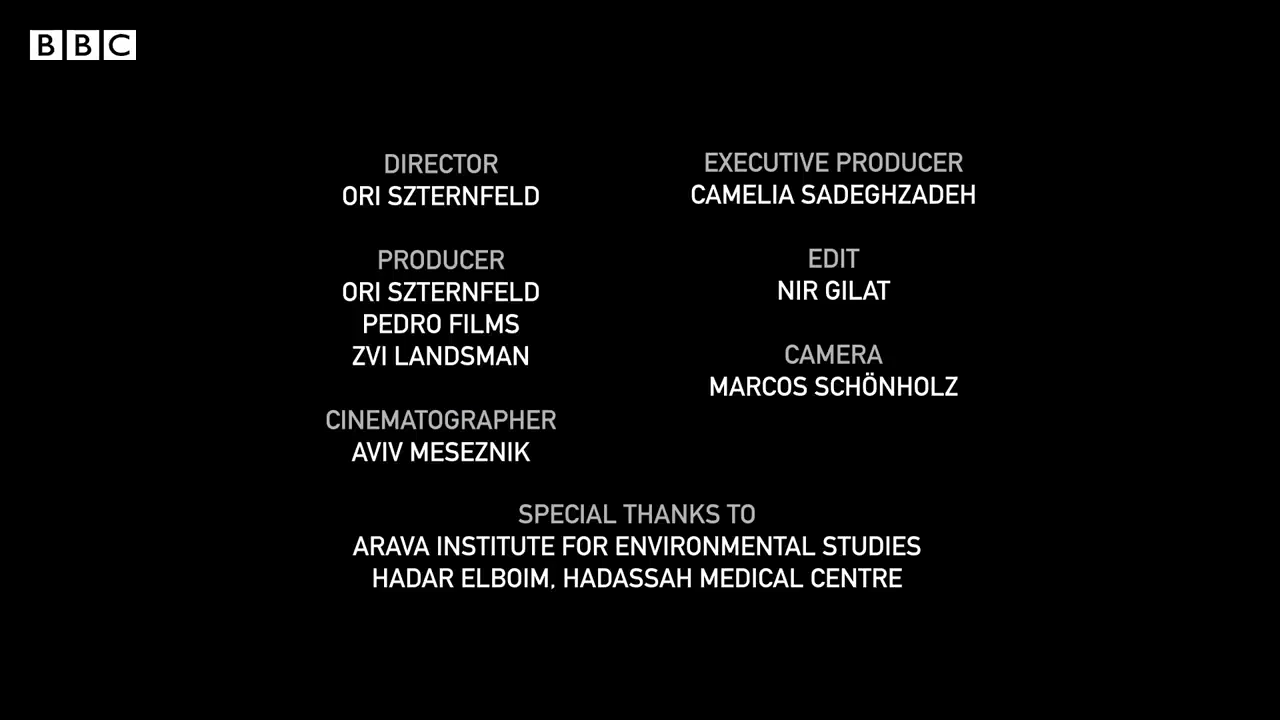 BBC
DIRECTOR
ORI SZTERNFELD
PRODUCER
ORI SZTERNFELD
PEDRO FILMS
ZVI LANDSMAN
CINEMATOGRAPHER
AVIV MESEZNIK
EXECUTIVE PRODUCER
CAMELIA SADEGHZADEH
EDIT
NIR GILAT
CAMERA
MARCOS SCHÖNHOLZ
SPECIAL THANKS TO
ARAVA INSTITUTE FOR ENVIRONMENTAL STUDIES
HADAR ELBOIM, HADASSAH MEDICAL CENTRE